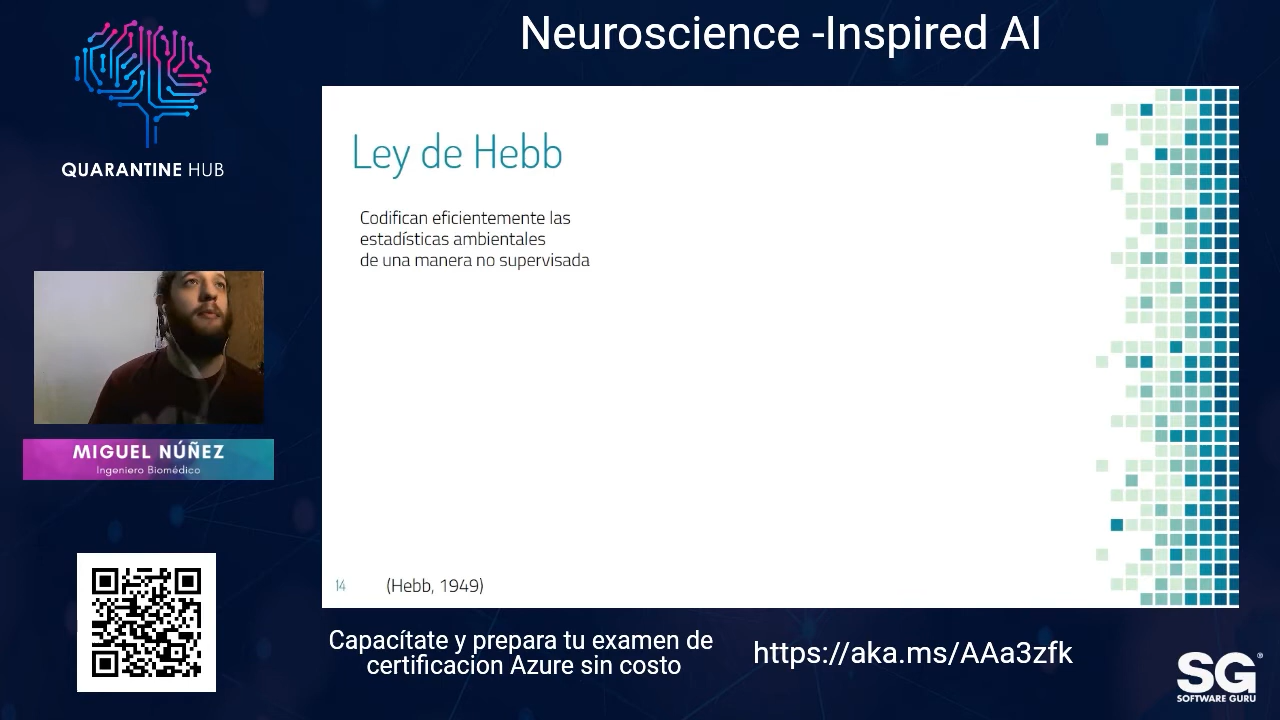 Neuroscience -Inspired AI
QUARANTINE HUB
Ley de Hebb
Codifican eficientemente las
estadísticas ambientales
de una manera no supervisada
MIGUEL NÚÑEZ
Ingeniero Biomédico
14
(Hebb, 1949)
Capacítate y prepara tu examen de
certificacion Azure sin costo
https://aka.ms/AAa3zfk
SG®
SOFTWARE GURU